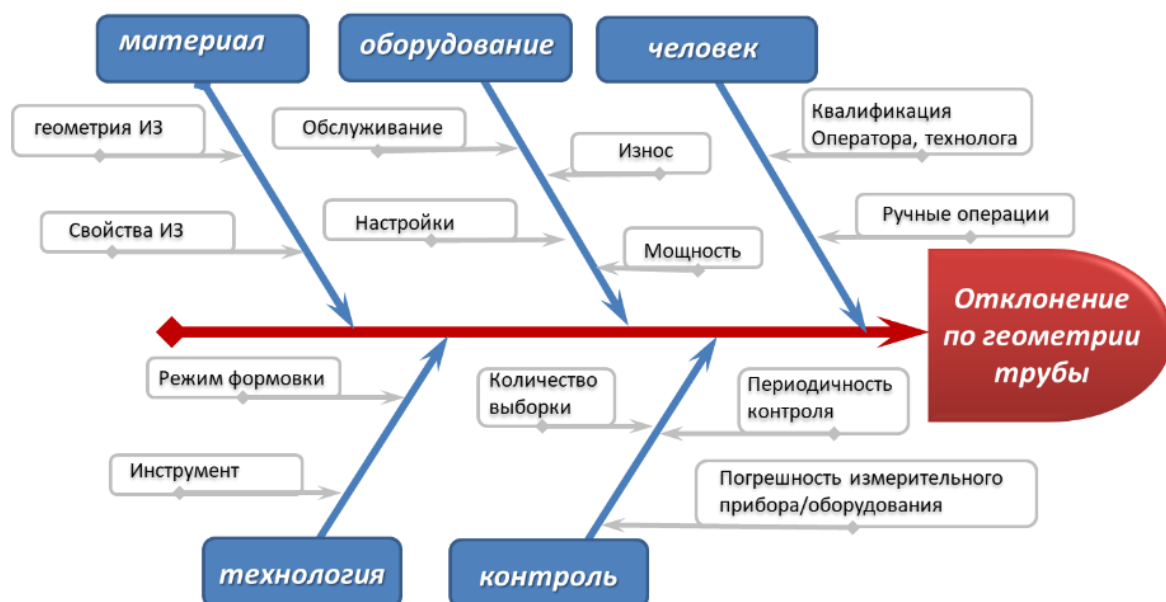 материал
оборудование
человек
геометрия ИЗ
Свойства ИЗ
Обслуживание
Износ
Настройки
Мощность
Квалификация
Оператора, технолога
Ручные операции
Отклонение
по геометрии
трубы
Режим формовки
Инструмент
Количество
выборки
Периодичность
контроля
Погрешность измерительного
прибора/оборудования
технология
контроль